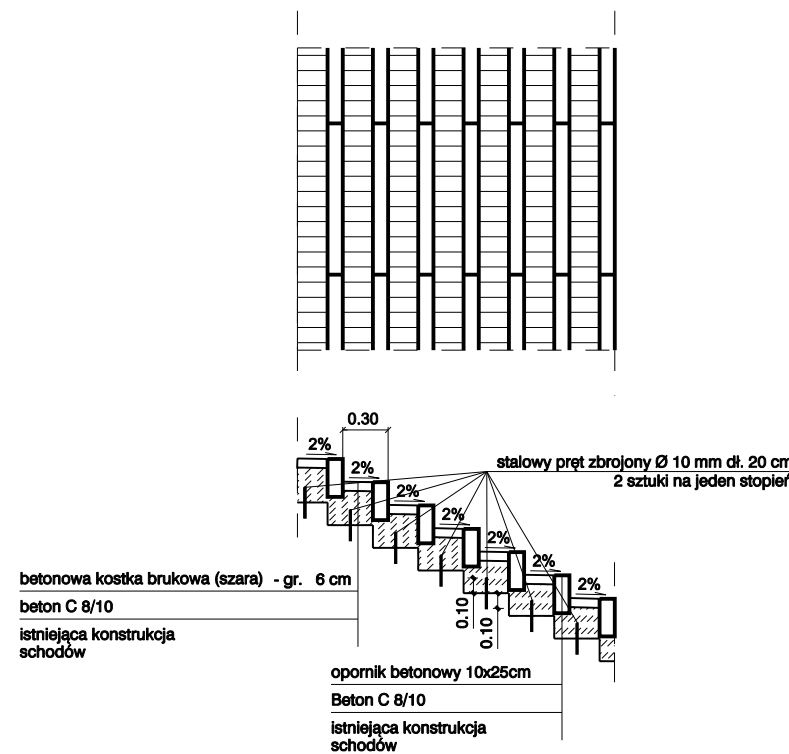 0.30
2%
2%
2%
2%
2%
2%
2%
stalowy pręt zbrojony Ø 10 mm dł. 20 cm
2 sztuki na jeden stopień
betonowa kostka brukowa (szara) - gr. 6 cm
beton C 8/10
istniejąca konstrukcja
schodów
0.10
0.10
opornik betonowy 10x25cm
Beton C 8/10
istniejąca konstrukcja
schodów